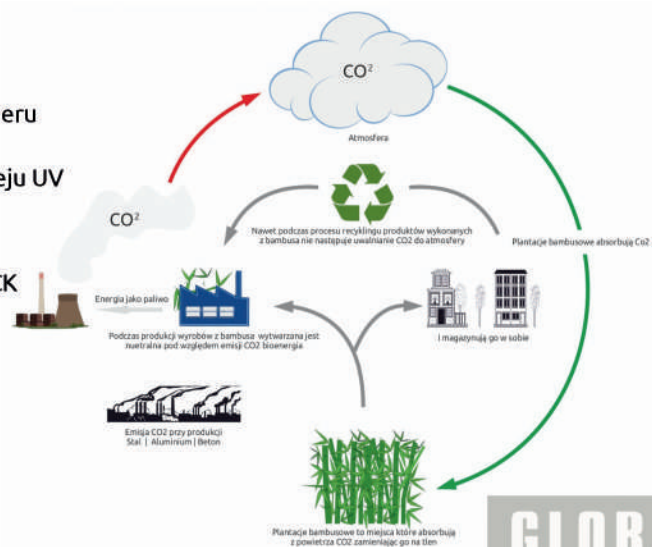 CO²
Atmosfera
eru
eju UV
CK
CO²
Nawet podczas procesu recyklingu produktów wykonanych
z bambusa nie następuje uwalnianie CO2 do atmosfery
Plantacje bambusowe absorbują Co2
Energia jako paliwo
Podczas produkcji wyrobów z bambusa wytwarzana jest
nuetralna pod względem emisji CO2 bioenergia
I magazynują go w sobie
Emisja CO2 przy produkcji
Stal | Aluminium | Beton
Plantacje bambusowe to miejsca które absorbują
z powietrza CO2 zamieniając go na tlen
GLOB